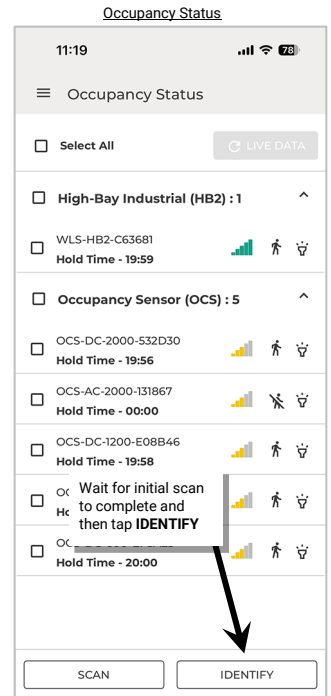 Occupancy Status
11:19
78
Occupancy Status
Select All
LIVE DATA
High-Bay Industrial (HB2) : 1
WLS-HB2-C63681
Hold Time - 19:59
Occupancy Sensor (OCS) : 5
OCS-DC-2000-532D30
Hold Time - 19:56
OCS-AC-2000-131867
Hold Time - 00:00
OCS-DC-1200-E08B46
Hold Time - 19:58
Wait for initial scan
to complete and
then tap IDENTIFY
Hold Time - 20:00
SCAN
IDENTIFY